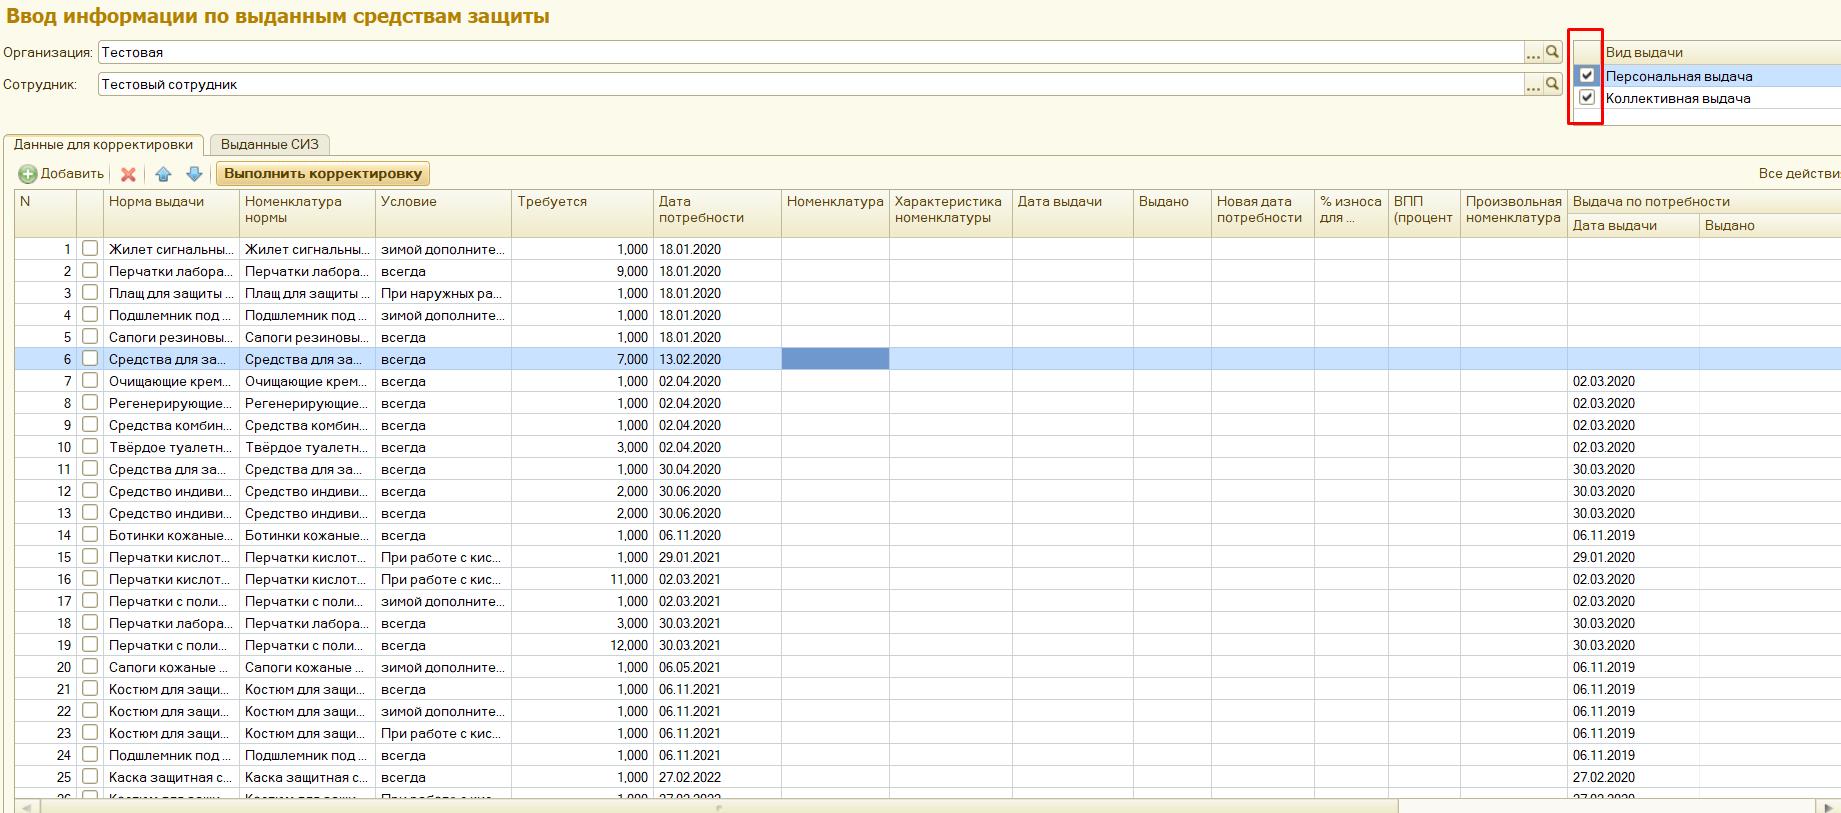 Ввод информации по выданным средствам защиты
Организация: Тестовая ...
Сотрудник: Тестовый сотрудник ...
Вид выдачи
Персональная выдача
Коллективная выдача
Данные для корректировки Выданные СИЗ
Добавить Выполнить корректировку Все действия
N Норма выдачи Номенклатура нормы Условие Требуется Дата потребности Номенклатура Характеристика номенклатуры Дата выдачи Выдано Новая дата потребности % износа для ... ВПП (процент Произвольная номенклатура Выдача по потребности
Дата выдачи Выдано
1 Жилет сигнальны... Жилет сигнальны... зимой дополните... 1,000 18.01.2020
2 Перчатки лабора... Перчатки лабора... всегда 9,000 18.01.2020
3 Плащ для защиты ... Плащ для защиты ... При наружных ра... 1,000 18.01.2020
4 Подшлемник под ... Подшлемник под ... зимой дополните... 1,000 18.01.2020
5 Сапоги резиновы... Сапоги резиновы... всегда 1,000 18.01.2020
6 Средства для за... Средства для за... всегда 7,000 13.02.2020
7 Очищающие крем... Очищающие крем... всегда 1,000 02.04.2020 02.03.2020
8 Регенерирующие... Регенерирующие... всегда 1,000 02.04.2020 02.03.2020
9 Средства комбин... Средства комбин... всегда 1,000 02.04.2020 02.03.2020
10 Твёрдое туалетн... Твёрдое туалетн... всегда 3,000 02.04.2020 02.03.2020
11 Средства для за... Средства для за... всегда 1,000 30.04.2020 30.03.2020
12 Средство индиви... Средство индиви... всегда 2,000 30.06.2020 30.03.2020
13 Средство индиви... Средство индиви... всегда 2,000 30.06.2020 30.03.2020
14 Ботинки кожаные... Ботинки кожаные... всегда 1,000 06.11.2020 06.11.2019
15 Перчатки кислот... Перчатки кислот... При работе с кис... 1,000 29.01.2021 29.01.2020
16 Перчатки кислот... Перчатки кислот... При работе с кис... 11,000 02.03.2021 02.03.2020
17 Перчатки с поли... Перчатки с поли... зимой дополните... 1,000 02.03.2021 02.03.2020
18 Перчатки лабора... Перчатки лабора... всегда 3,000 30.03.2021 30.03.2020
19 Перчатки с поли... Перчатки с поли... всегда 12,000 30.03.2021 30.03.2020
20 Сапоги кожаные ... Сапоги кожаные ... зимой дополните... 1,000 06.05.2021 06.11.2019
21 Костюм для защи... Костюм для защи... всегда 1,000 06.11.2021 06.11.2019
22 Костюм для защи... Костюм для защи... зимой дополните... 1,000 06.11.2021 06.11.2019
23 Костюм для защи... Костюм для защи... При работе с кис... 1,000 06.11.2021 06.11.2019
24 Подшлемник под ... Подшлемник под ... всегда 1,000 06.11.2021 06.11.2019
25 Каска защитная с... Каска защитная с... всегда 1,000 27.02.2022 27.02.2020